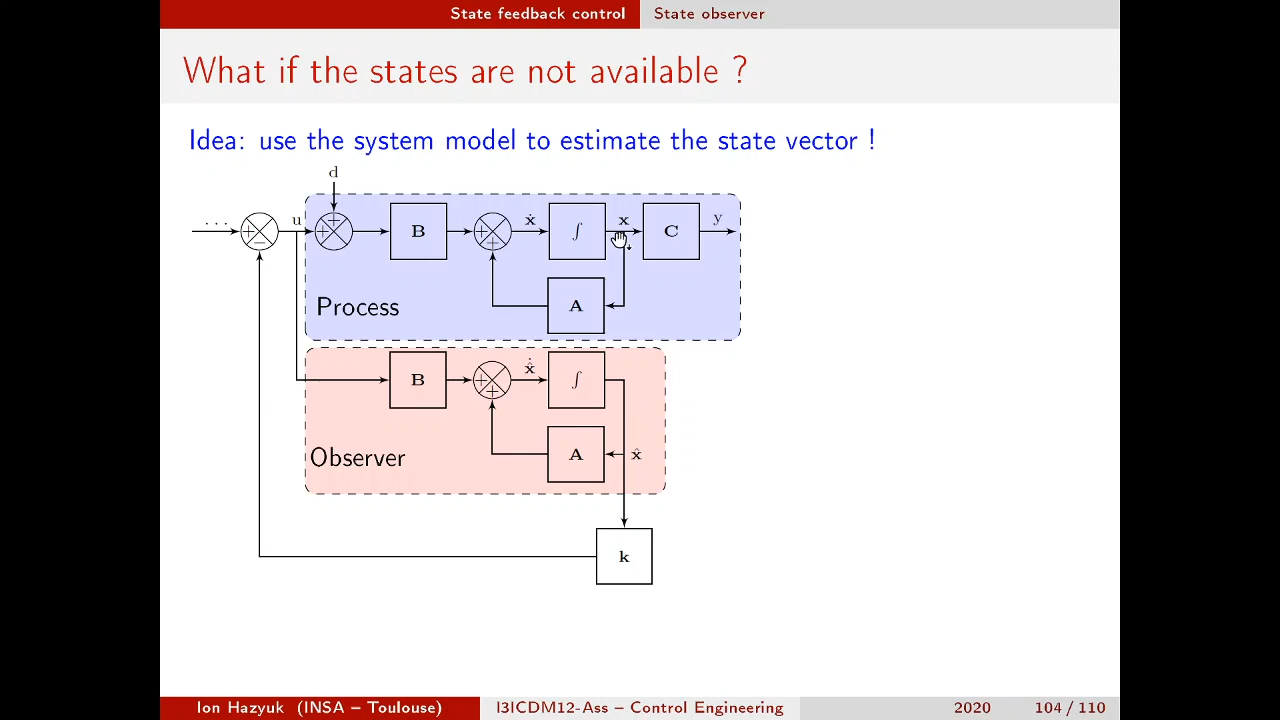 State feedback control State observer
What if the states are not available ?
Idea: use the system model to estimate the state vector !
d
... + − u + + B + + ẋ ∫ x C y
Process A
B + + x̂̇ ∫
Observer A x̂
k
Ion Hazyuk (INSA – Toulouse) I3ICDM12-Ass – Control Engineering 2020 104 / 110